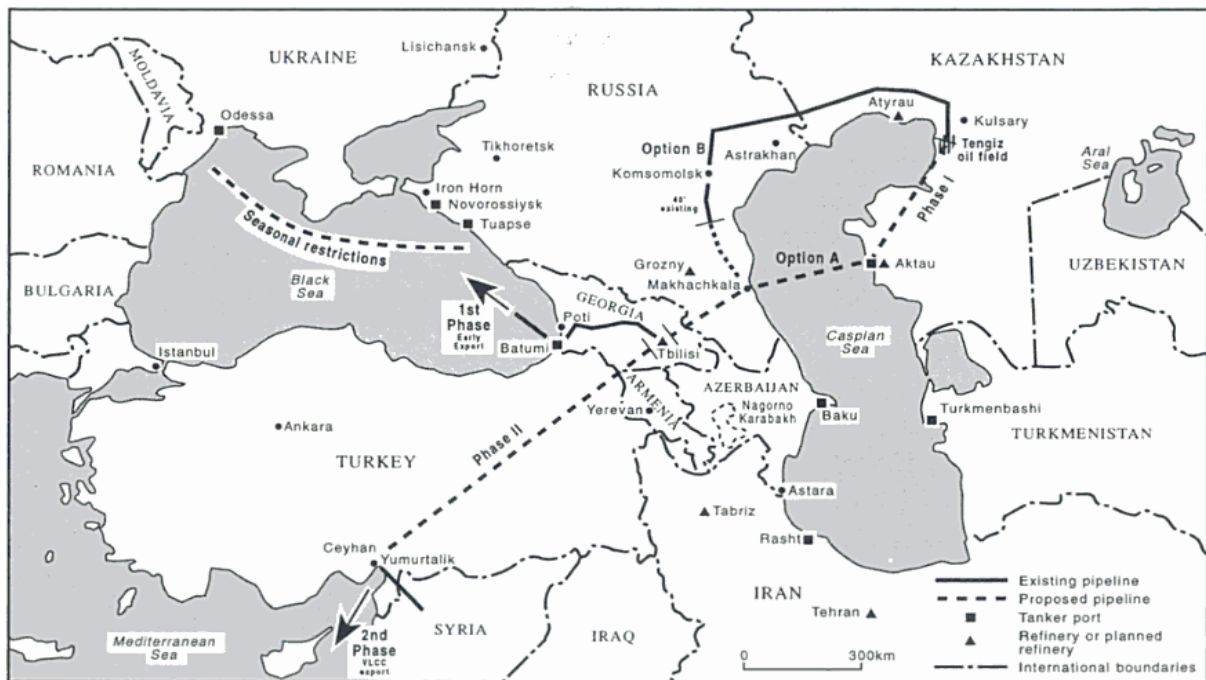 UKRAINE
Lisichansk
MOLDAVIA
Odessa
ROMANIA
BULGARIA
RUSSIA
Tikhoretsk
Iron Horn
Novorossiysk
Tuapse
Seasonal restrictions
Black
Sea
KAZAKHSTAN
Atyrau
Kulsary
Tengiz
oil field
Astrakhan
Option B
Komsomolsk
40"
existing
Phase I
Aral
Sea
Option A
Aktau
UZBEKISTAN
Grozny
Makhachkala
GEORGIA
Poti
1st
Phase
Early
Export
Batumi
Tbilisi
Istanbul
Caspian
Sea
ARMENIA
AZERBAIJAN
Nagorno
Karabakh
Yerevan
Baku
Turkmenbashi
TURKMENISTAN
Ankara
TURKEY
Phase II
Astara
Tabriz
Rasht
Ceyhan
Yumurtalik
IRAN
Tehran
SYRIA
IRAQ
Mediterranean
Sea
2nd
Phase
VLCC
export
Existing pipeline
Proposed pipeline
Tanker port
Refinery or planned
refinery
International boundaries
0 300km